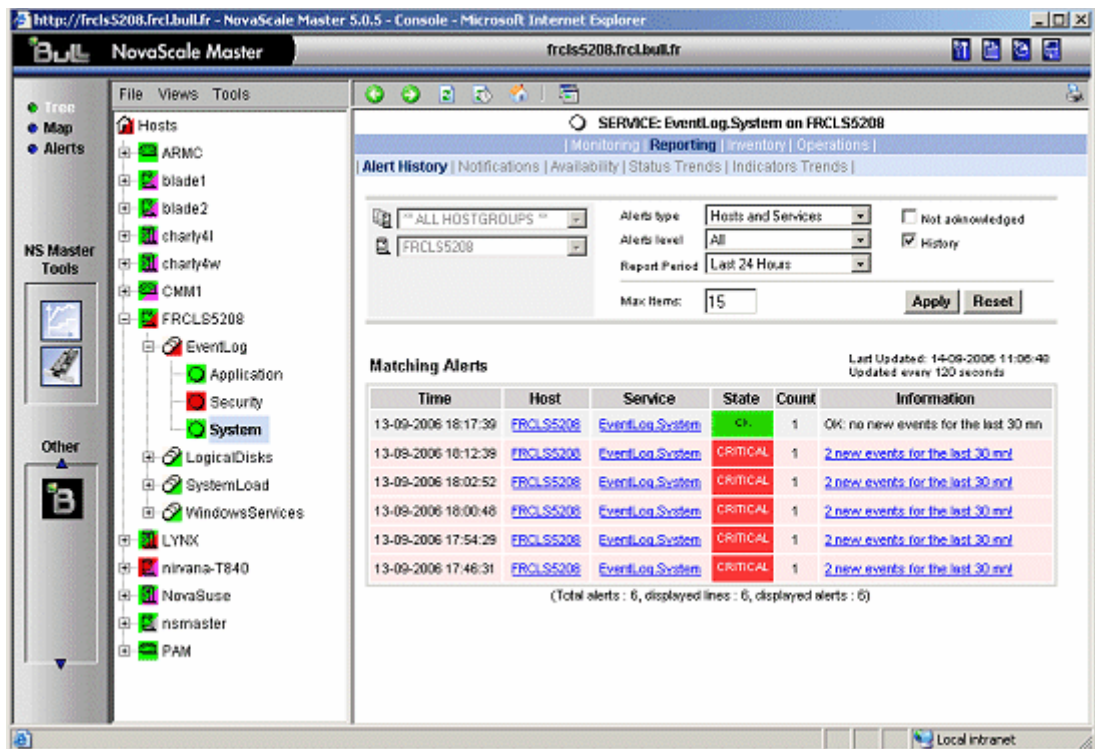 http://frcls5208.frcl.bull.fr - NovaScale Master 5.0.5 - Console - Microsoft Internet Explorer
Bull NovaScale Master frcls5208.frcl.bull.fr
Tree
Map
Alerts
NS Master
Tools
Other
B
File Views Tools
Hosts
ARMC
blade1
blade2
charly4l
charly4w
CMM1
FRCLS5208
EventLog
Application
Security
System
LogicalDisks
SystemLoad
WindowsServices
LYNX
nirvana-T840
NovaSuse
nsmaster
PAM
SERVICE: EventLog.System on FRCLS5208
| Monitoring | Reporting | Inventory | Operations |
| Alert History | Notifications | Availability | Status Trends | Indicators Trends |
** ALL HOSTGROUPS ** Alerts type Hosts and Services Not acknowledged
FRCLS5208 Alerts level All History
Report Period Last 24 Hours
Max Items: 15 Apply Reset
Matching Alerts
Last Updated: 14-09-2006 11:06:48
Updated every 120 seconds
Time Host Service State Count Information
13-09-2006 18:17:39 FRCLS5208 EventLog.System OK 1 OK: no new events for the last 30 mn
13-09-2006 18:12:39 FRCLS5208 EventLog.System CRITICAL 1 2 new events for the last 30 mn!
13-09-2006 18:02:52 FRCLS5208 EventLog.System CRITICAL 1 2 new events for the last 30 mn!
13-09-2006 18:00:48 FRCLS5208 EventLog.System CRITICAL 1 2 new events for the last 30 mn!
13-09-2006 17:54:29 FRCLS5208 EventLog.System CRITICAL 1 2 new events for the last 30 mn!
13-09-2006 17:46:31 FRCLS5208 EventLog.System CRITICAL 1 2 new events for the last 30 mn!
(Total alerts : 6, displayed lines : 6, displayed alerts : 6)
Local intranet